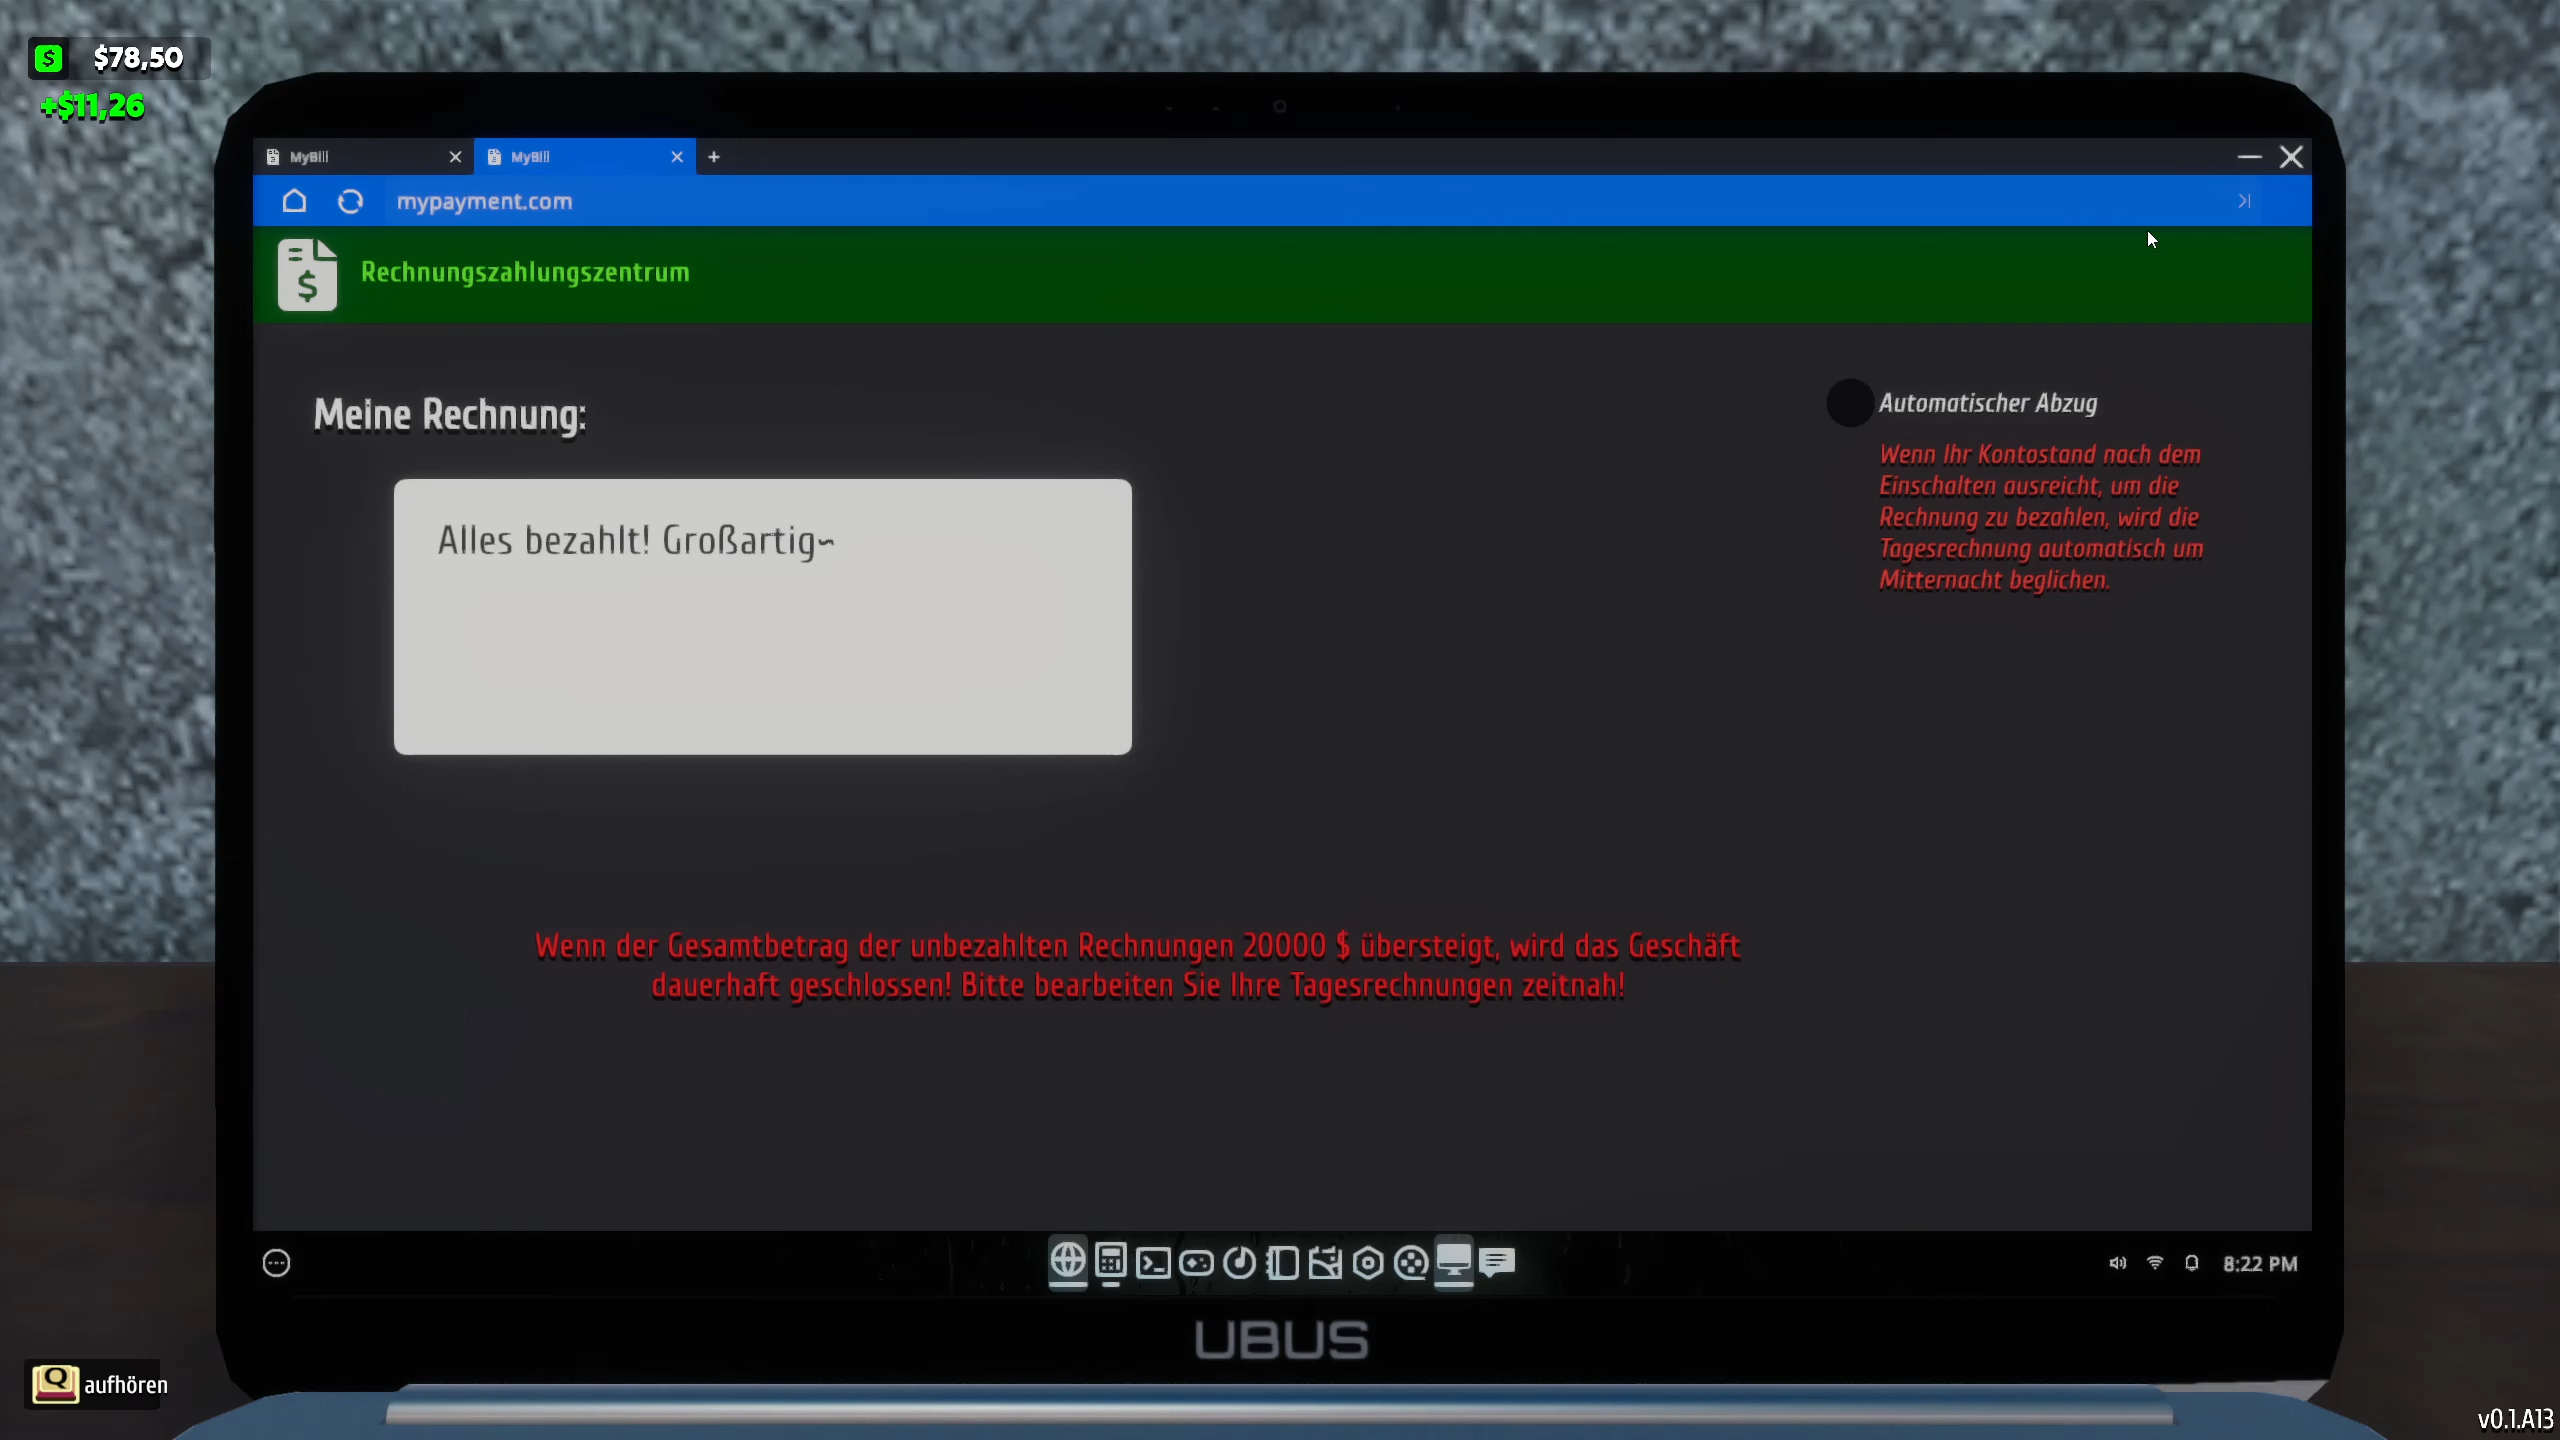 $78,50
+$11,26
MyBill
MyBill
mypayment.com
Rechnungszahlungszentrum
Meine Rechnung:
Alles bezahlt! Großartig~
Automatischer Abzug
Wenn Ihr Kontostand nach dem
Einschalten ausreicht, um die
Rechnung zu bezahlen, wird die
Tagesrechnung automatisch um
Mitternacht beglichen.
Wenn der Gesamtbetrag der unbezahlten Rechnungen 20000 $ übersteigt, wird das Geschäft
dauerhaft geschlossen! Bitte bearbeiten Sie Ihre Tagesrechnungen zeitnah!
8:22 PM
UBUS
Q aufhören
v0.1.A13